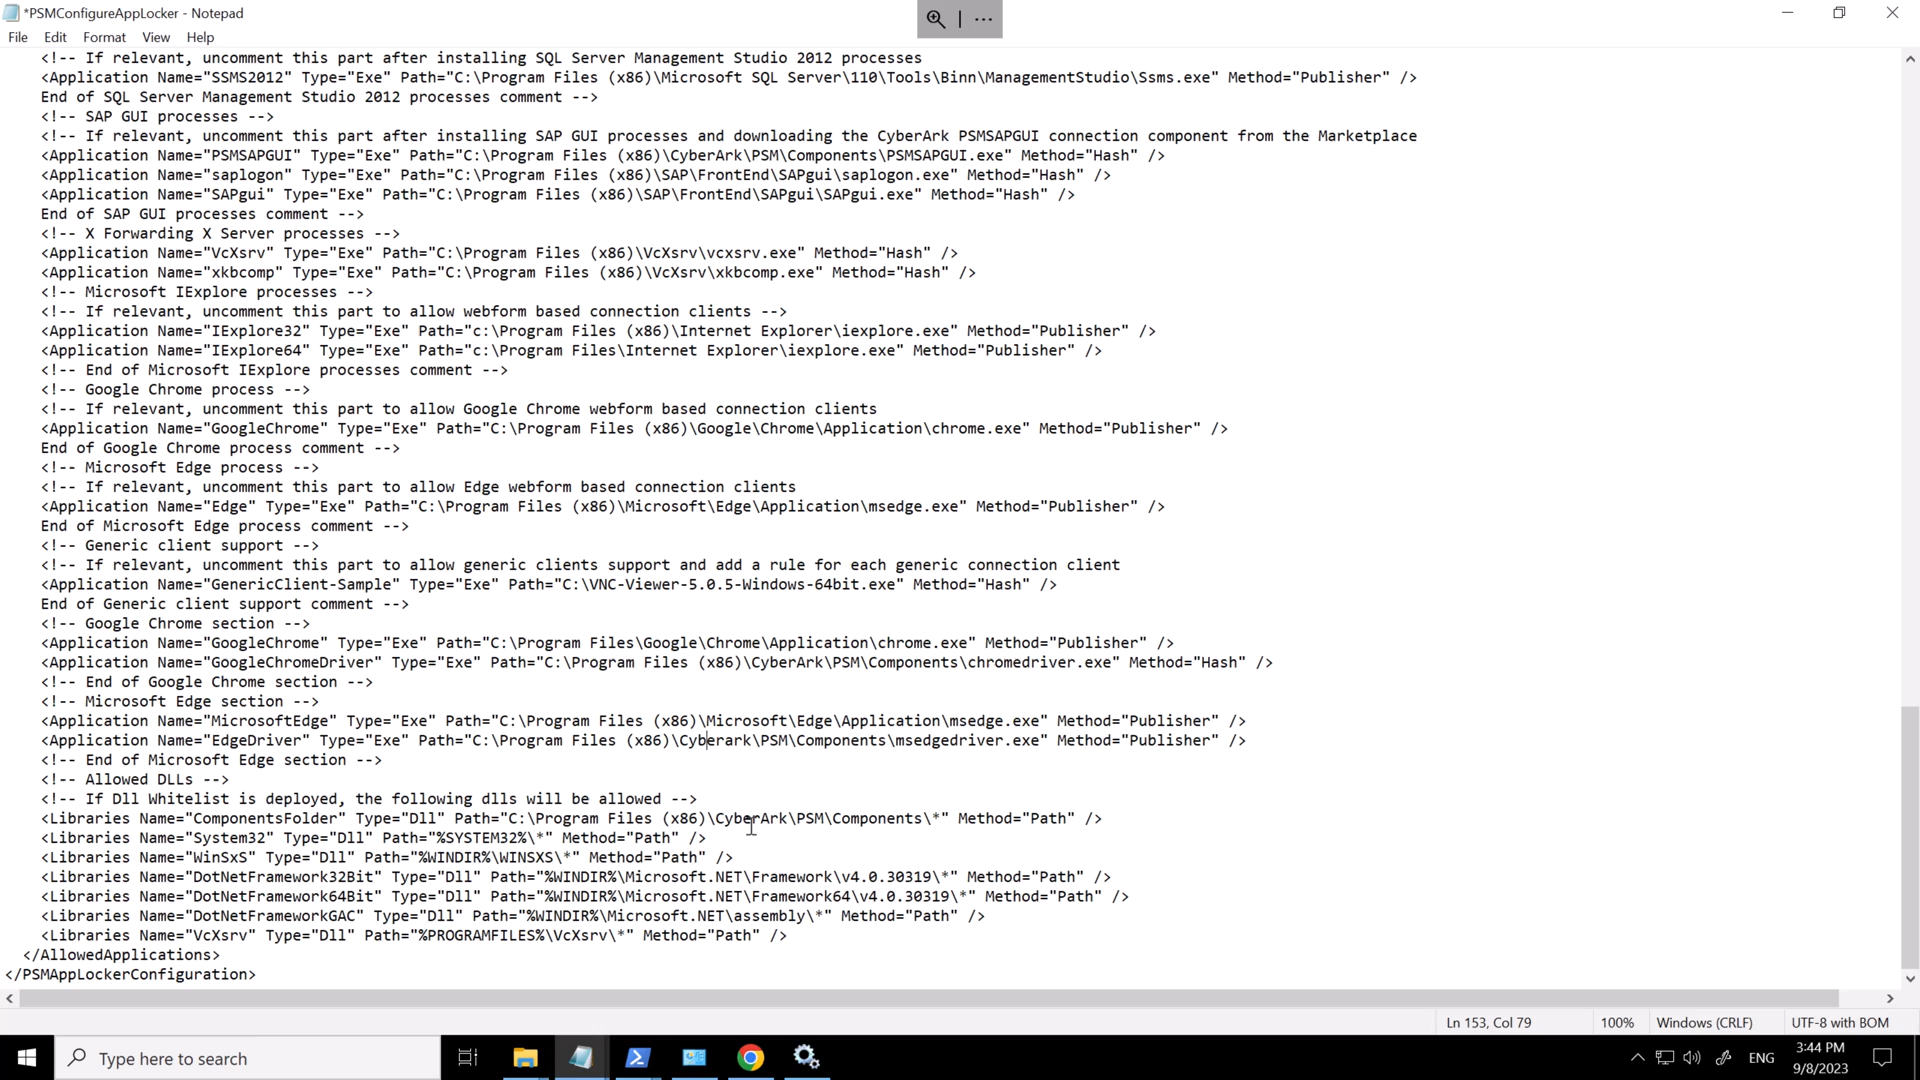 *PSMConfigureAppLocker - Notepad
File Edit Format View Help
<!-- If relevant, uncomment this part after installing SQL Server Management Studio 2012 processes
<Application Name="SSMS2012" Type="Exe" Path="C:\Program Files (x86)\Microsoft SQL Server\110\Tools\Binn\ManagementStudio\Ssms.exe" Method="Publisher" />
End of SQL Server Management Studio 2012 processes comment -->
<!-- SAP GUI processes -->
<!-- If relevant, uncomment this part after installing SAP GUI processes and downloading the CyberArk PSMSAPGUI connection component from the Marketplace
<Application Name="PSMSAPGUI" Type="Exe" Path="C:\Program Files (x86)\CyberArk\PSM\Components\PSMSAPGUI.exe" Method="Hash" />
<Application Name="saplogon" Type="Exe" Path="C:\Program Files (x86)\SAP\FrontEnd\SAPgui\saplogon.exe" Method="Hash" />
<Application Name="SAPgui" Type="Exe" Path="C:\Program Files (x86)\SAP\FrontEnd\SAPgui\SAPgui.exe" Method="Hash" />
End of SAP GUI processes comment -->
<!-- X Forwarding X Server processes -->
<Application Name="VcXsrv" Type="Exe" Path="C:\Program Files (x86)\VcXsrv\vcxsrv.exe" Method="Hash" />
<Application Name="xkbcomp" Type="Exe" Path="C:\Program Files (x86)\VcXsrv\xkbcomp.exe" Method="Hash" />
<!-- Microsoft IExplore processes -->
<!-- If relevant, uncomment this part to allow webform based connection clients -->
<Application Name="IExplore32" Type="Exe" Path="c:\Program Files (x86)\Internet Explorer\iexplore.exe" Method="Publisher" />
<Application Name="IExplore64" Type="Exe" Path="c:\Program Files\Internet Explorer\iexplore.exe" Method="Publisher" />
<!-- End of Microsoft IExplore processes comment -->
<!-- Google Chrome process -->
<!-- If relevant, uncomment this part to allow Google Chrome webform based connection clients
<Application Name="GoogleChrome" Type="Exe" Path="C:\Program Files (x86)\Google\Chrome\Application\chrome.exe" Method="Publisher" />
End of Google Chrome process comment -->
<!-- Microsoft Edge process -->
<!-- If relevant, uncomment this part to allow Edge webform based connection clients
<Application Name="Edge" Type="Exe" Path="C:\Program Files (x86)\Microsoft\Edge\Application\msedge.exe" Method="Publisher" />
End of Microsoft Edge process comment -->
<!-- Generic client support -->
<!-- If relevant, uncomment this part to allow generic clients support and add a rule for each generic connection client
<Application Name="GenericClient-Sample" Type="Exe" Path="C:\VNC-Viewer-5.0.5-Windows-64bit.exe" Method="Hash" />
End of Generic client support comment -->
<!-- Google Chrome section -->
<Application Name="GoogleChrome" Type="Exe" Path="C:\Program Files\Google\Chrome\Application\chrome.exe" Method="Publisher" />
<Application Name="GoogleChromeDriver" Type="Exe" Path="C:\Program Files (x86)\CyberArk\PSM\Components\chromedriver.exe" Method="Hash" />
<!-- End of Google Chrome section -->
<!-- Microsoft Edge section -->
<Application Name="MicrosoftEdge" Type="Exe" Path="C:\Program Files (x86)\Microsoft\Edge\Application\msedge.exe" Method="Publisher" />
<Application Name="EdgeDriver" Type="Exe" Path="C:\Program Files (x86)\Cyberark\PSM\Components\msedgedriver.exe" Method="Publisher" />
<!-- End of Microsoft Edge section -->
<!-- Allowed DLLs -->
<!-- If Dll Whitelist is deployed, the following dlls will be allowed -->
<Libraries Name="ComponentsFolder" Type="Dll" Path="C:\Program Files (x86)\CyberArk\PSM\Components\*" Method="Path" />
<Libraries Name="System32" Type="Dll" Path="%SYSTEM32%\*" Method="Path" />
<Libraries Name="WinSxS" Type="Dll" Path="%WINDIR%\WINSXS\*" Method="Path" />
<Libraries Name="DotNetFramework32Bit" Type="Dll" Path="%WINDIR%\Microsoft.NET\Framework\v4.0.30319\*" Method="Path" />
<Libraries Name="DotNetFramework64Bit" Type="Dll" Path="%WINDIR%\Microsoft.NET\Framework64\v4.0.30319\*" Method="Path" />
<Libraries Name="DotNetFrameworkGAC" Type="Dll" Path="%WINDIR%\Microsoft.NET\assembly\*" Method="Path" />
<Libraries Name="VcXsrv" Type="Dll" Path="%PROGRAMFILES%\VcXsrv\*" Method="Path" />
</AllowedApplications>
</PSMAppLockerConfiguration>
Ln 153, Col 79 100% Windows (CRLF) UTF-8 with BOM
Type here to search
ENG
3:44 PM
9/8/2023